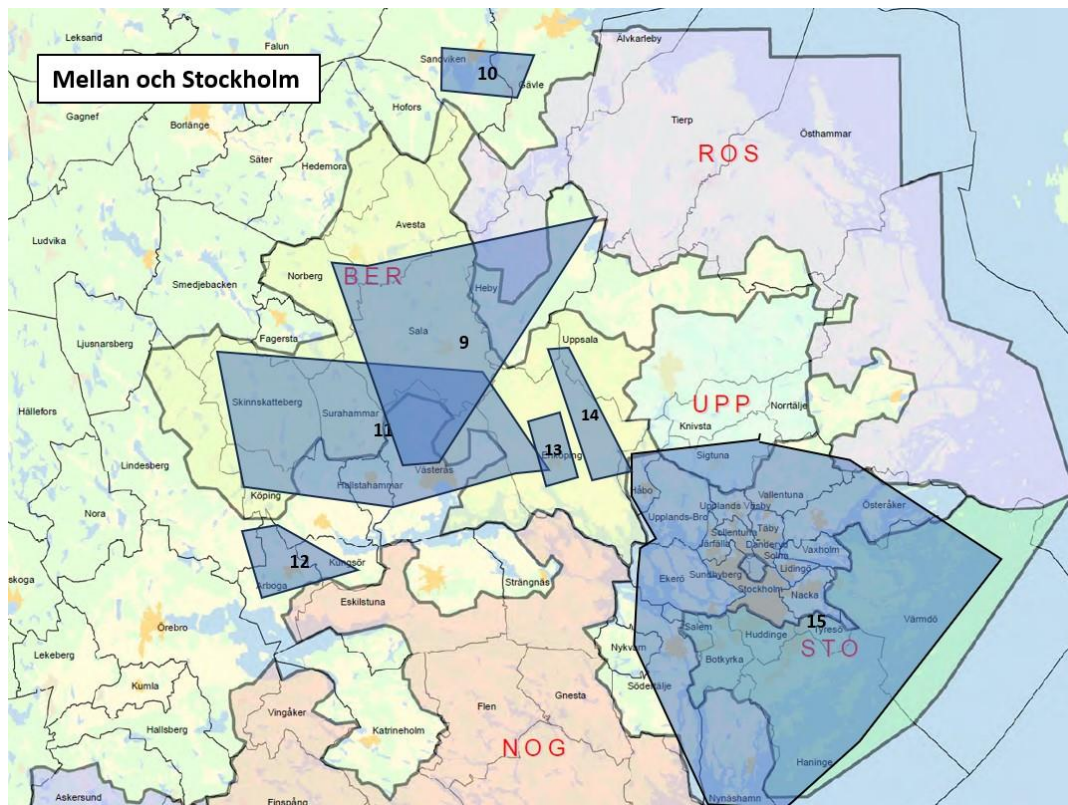 Mellan och Stockholm
Leksand
Falun
Sandviken
10
Gävle
Älvkarleby
Gagnef
Borlänge
Hofors
Tierp
Östhammar
Säter
Hedemora
ROS
Avesta
Ludvika
Smedjebacken
Norberg
BER
Heby
Sala
9
Fagersta
Ljusnarsberg
Uppsala
Skinnskatteberg
Surahammar
11
14
UPP
Norrtälje
Hällefors
Knivsta
Lindesberg
13
Enköping
Sigtuna
Västerås
Hallstahammar
Håbo
Köping
Vallentuna
Upplands Väsby
Österåker
Nora
Upplands-Bro
Täby
Sollentuna
Järfälla
Danderyd
Solna
Vaxholm
12
Kungsör
Lidingö
Arboga
Strängnäs
Ekerö
Sundbyberg
skoga
Stockholm
Nacka
Eskilstuna
Örebro
Värmdö
15
Salem
Huddinge
Tyresö
STO
Lekeberg
Nykvarn
Botkyrka
Kumla
Södertälje
Gnesta
Vingåker
Flen
Hallsberg
Katrineholm
NOG
Haninge
Askersund
Finspång
Nynäshamn